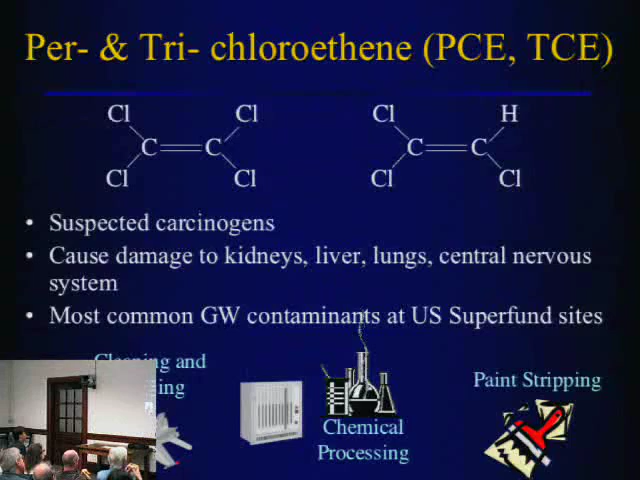 Per- & Tri- chloroethene (PCE, TCE)
Cl Cl Cl H
C C C C
Cl Cl Cl Cl
• Suspected carcinogens
• Cause damage to kidneys, liver, lungs, central nervous
system
• Most common GW contaminants at US Superfund sites
Cleaning and
Paint Stripping
Chemical
Processing